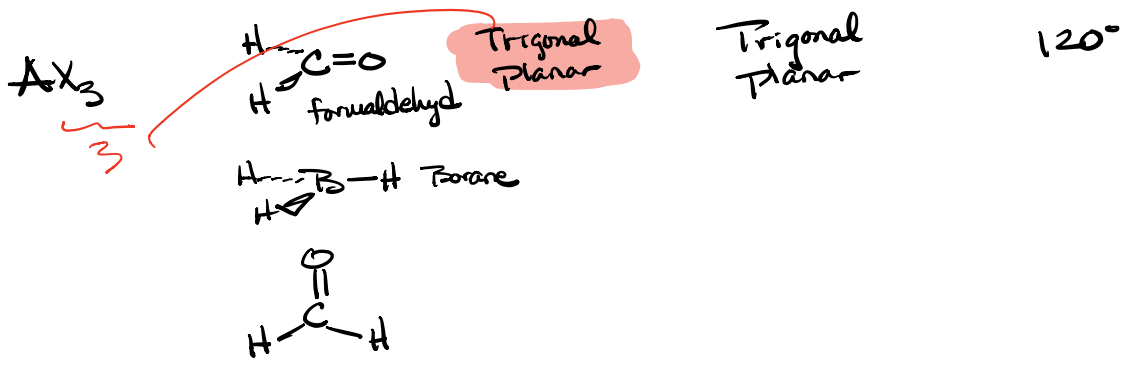 AX₃
3
H
C=O
H
formaldehyd
Trigonal
Planar
Trigonal
Planar
120°
H
B
H
Borane
H
O
C
H
H